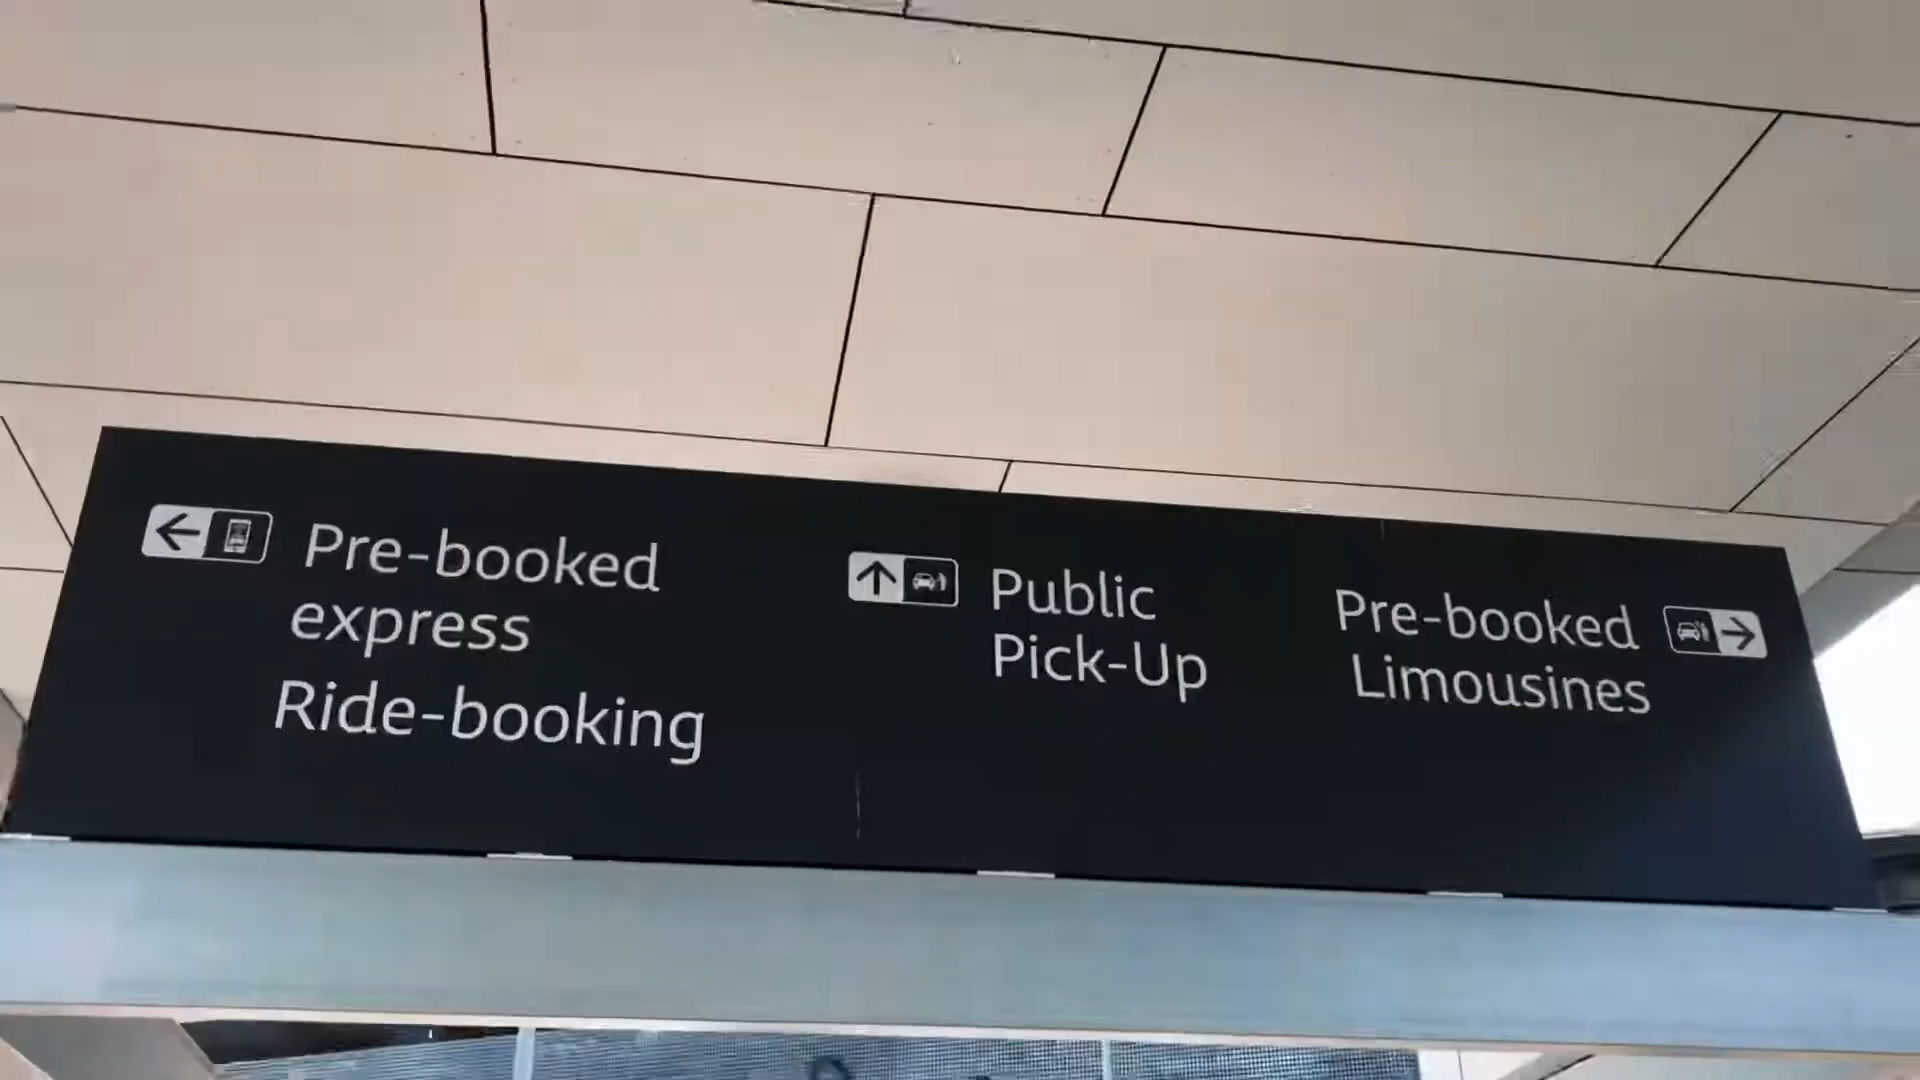 Pre-booked
express
Ride-booking
Public
Pick-Up
Pre-booked
Limousines